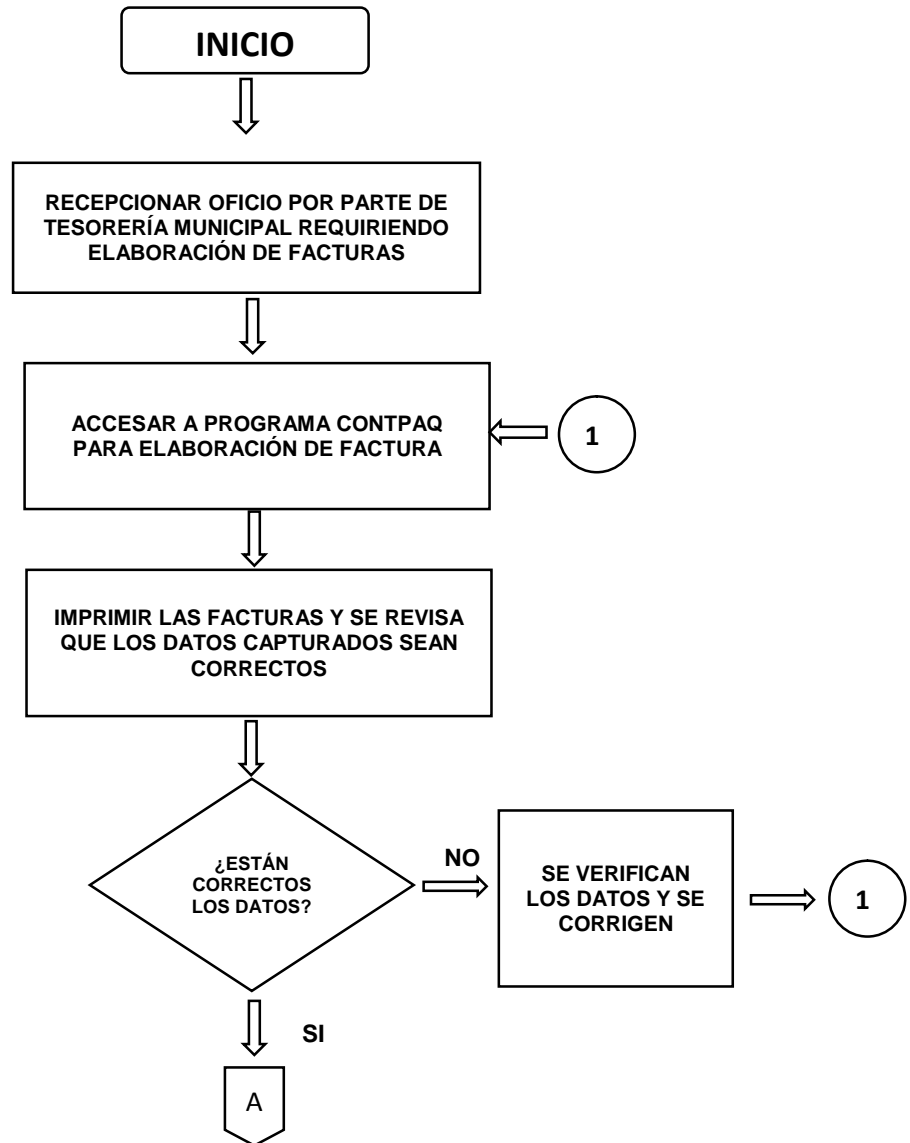 INICIO
RECEPCIONAR OFICIO POR PARTE DE
TESORERÍA MUNICIPAL REQUIRIENDO
ELABORACIÓN DE FACTURAS
ACCESAR A PROGRAMA CONTPAQ
PARA ELABORACIÓN DE FACTURA
1
IMPRIMIR LAS FACTURAS Y SE REVISA
QUE LOS DATOS CAPTURADOS SEAN
CORRECTOS
¿ESTÁN
CORRECTOS
LOS DATOS?
NO
SE VERIFICAN
LOS DATOS Y SE
CORRIGEN
1
SI
A